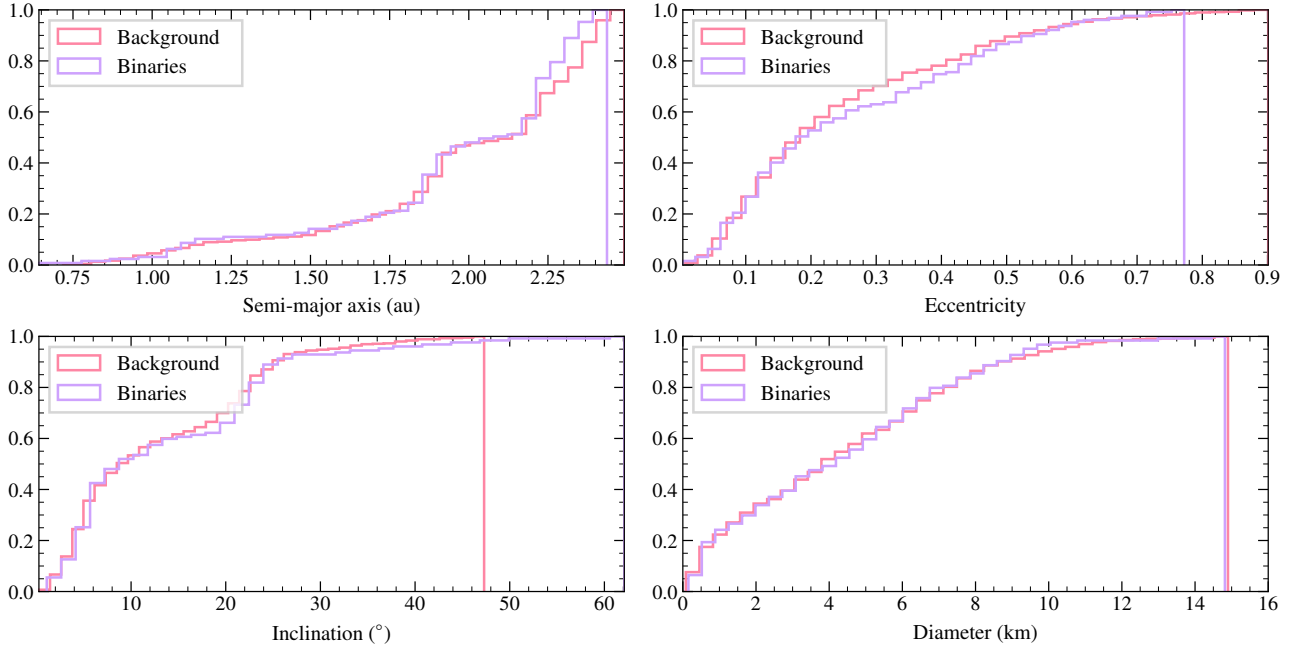 1.0
0.8
0.6
0.4
0.2
0.0
Background
Binaries
0.75 1.00 1.25 1.50 1.75 2.00 2.25
Semi-major axis (au)
1.0
0.8
0.6
0.4
0.2
0.0
Background
Binaries
0.1 0.2 0.3 0.4 0.5 0.6 0.7 0.8 0.9
Eccentricity
1.0
0.8
0.6
0.4
0.2
0.0
Background
Binaries
10 20 30 40 50 60
Inclination (°)
1.0
0.8
0.6
0.4
0.2
0.0
Background
Binaries
0 2 4 6 8 10 12 14 16
Diameter (km)